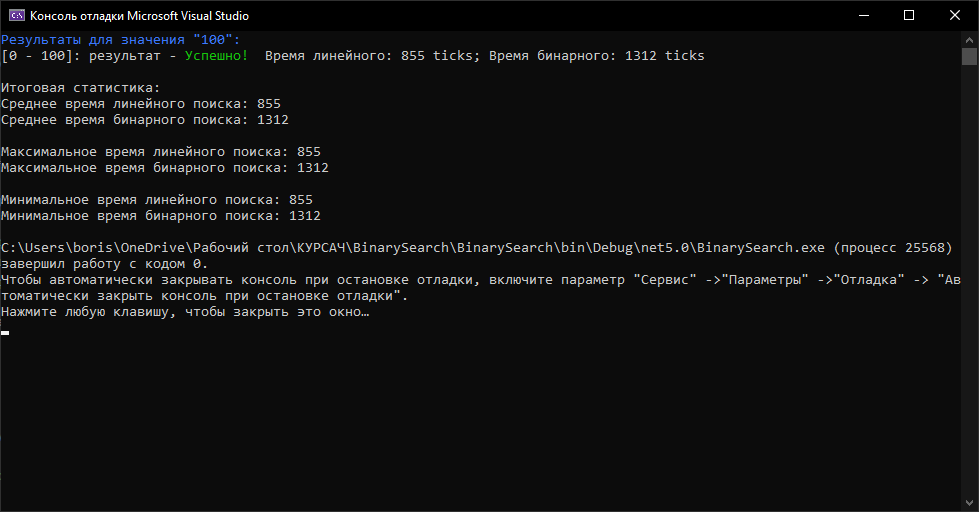 Консоль отладки Microsoft Visual Studio
Результаты для значения "100":
[0 - 100]: результат - Успешно!  Время линейного: 855 ticks; Время бинарного: 1312 ticks
Итоговая статистика:
Среднее время линейного поиска: 855
Среднее время бинарного поиска: 1312
Максимальное время линейного поиска: 855
Максимальное время бинарного поиска: 1312
Минимальное время линейного поиска: 855
Минимальное время бинарного поиска: 1312
C:\Users\boris\OneDrive\Рабочий стол\КУРСАЧ\BinarySearch\BinarySearch\bin\Debug\net5.0\BinarySearch.exe (процесс 25568)
завершил работу с кодом 0.
Чтобы автоматически закрывать консоль при остановке отладки, включите параметр "Сервис" ->"Параметры" ->"Отладка" -> "Ав
томатически закрыть консоль при остановке отладки".
Нажмите любую клавишу, чтобы закрыть это окно…